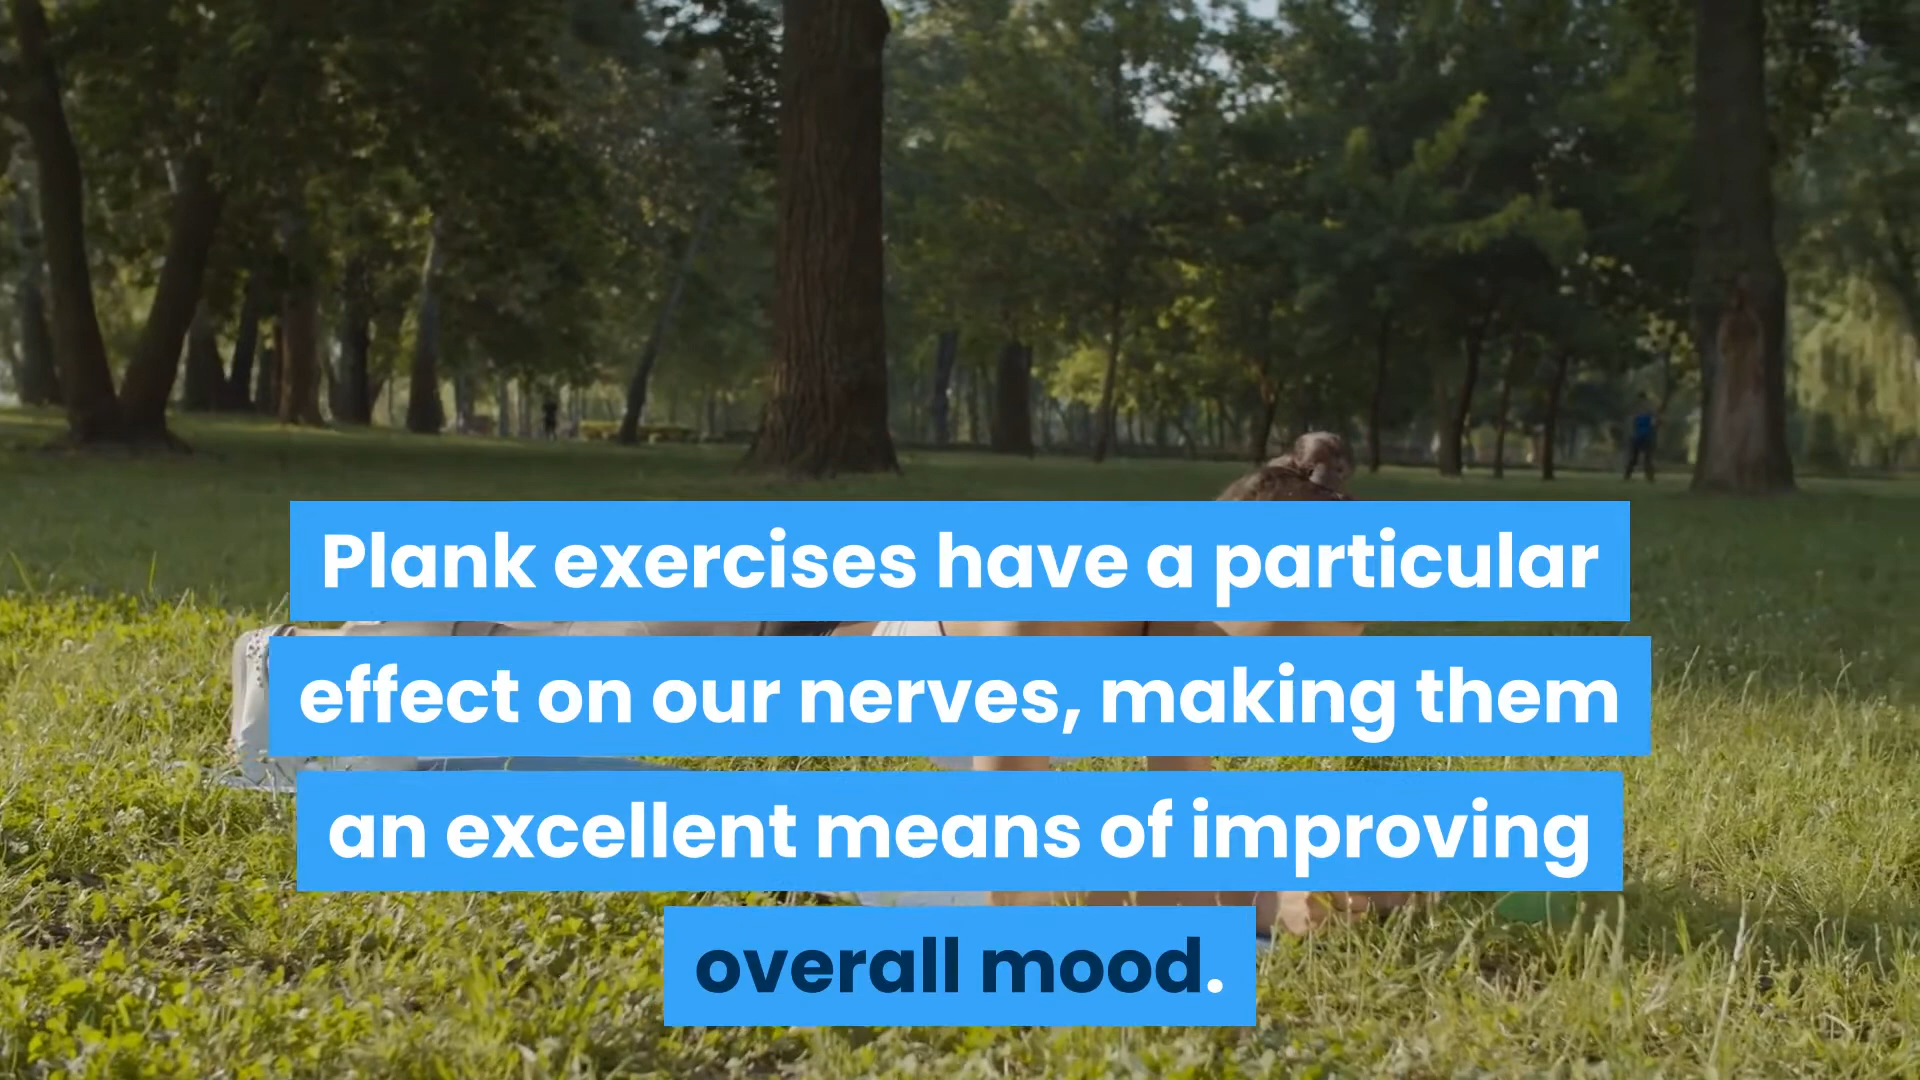 Plank exercises have a particular
effect on our nerves, making them
an excellent means of improving
overall mood.